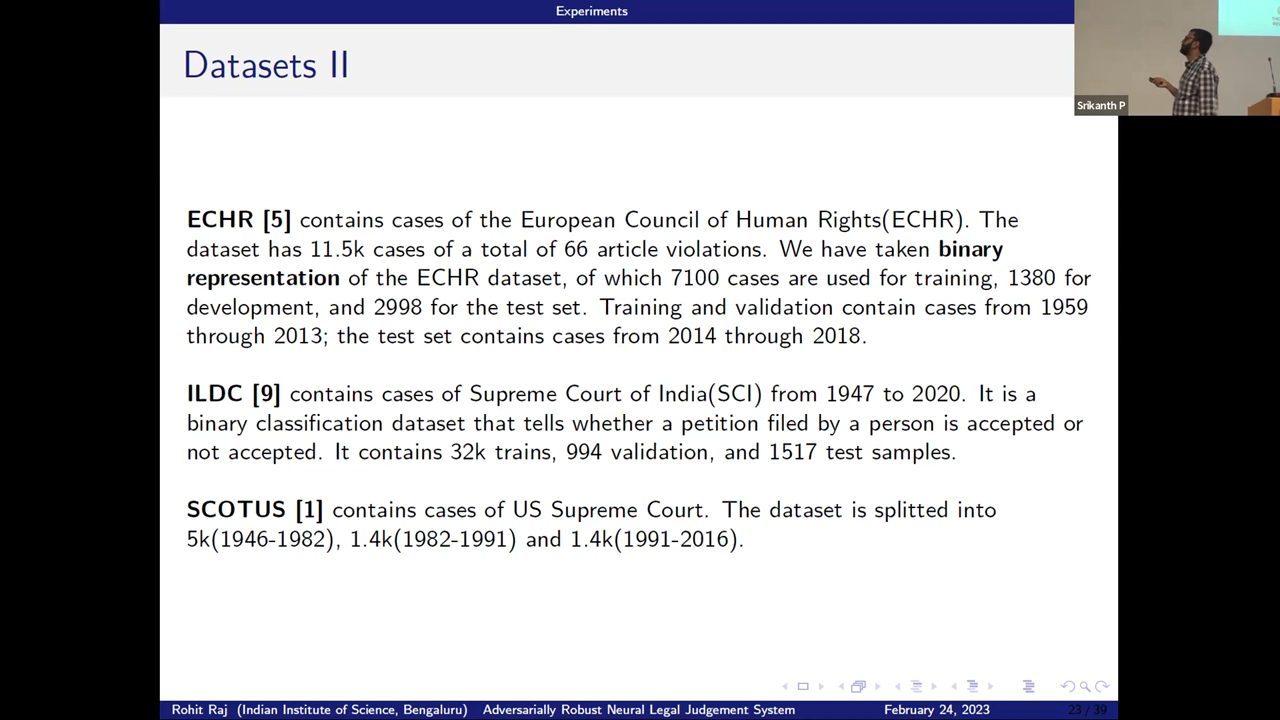 Experiments
Datasets II
Srikanth P
ECHR [5] contains cases of the European Council of Human Rights(ECHR). The
dataset has 11.5k cases of a total of 66 article violations. We have taken binary
representation of the ECHR dataset, of which 7100 cases are used for training, 1380 for
development, and 2998 for the test set. Training and validation contain cases from 1959
through 2013; the test set contains cases from 2014 through 2018.
ILDC [9] contains cases of Supreme Court of India(SCI) from 1947 to 2020. It is a
binary classification dataset that tells whether a petition filed by a person is accepted or
not accepted. It contains 32k trains, 994 validation, and 1517 test samples.
SCOTUS [1] contains cases of US Supreme Court. The dataset is splitted into
5k(1946-1982), 1.4k(1982-1991) and 1.4k(1991-2016).
Rohit Raj (Indian Institute of Science, Bengaluru) Adversarially Robust Neural Legal Judgement System February 24, 2023 23 / 39